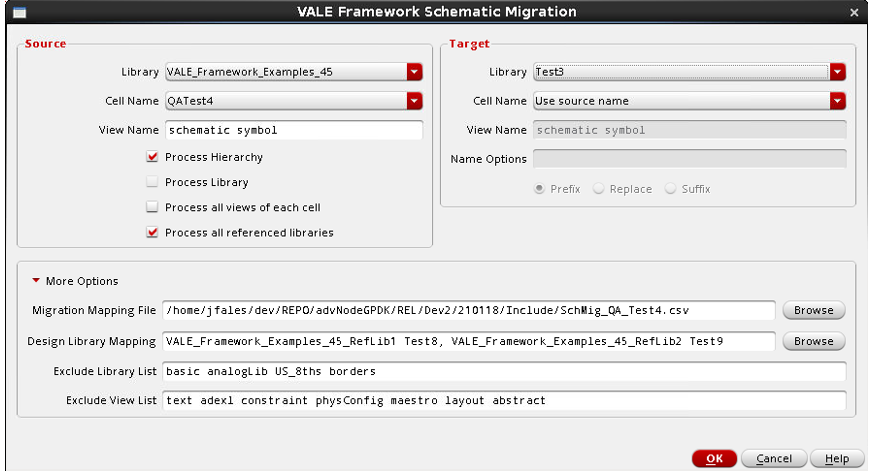 VALE Framework Schematic Migration
Source
Library VALE_Framework_Examples_45
Cell Name QATest4
View Name schematic symbol
Process Hierarchy
Process Library
Process all views of each cell
Process all referenced libraries
Target
Library Test3
Cell Name Use source name
View Name schematic symbol
Name Options
Prefix Replace Suffix
More Options
Migration Mapping File /home/jfales/dev/REPO/advNodeGPDK/REL/Dev2/210118/Include/SchMig_QA_Test4.csv Browse
Design Library Mapping VALE_Framework_Examples_45_RefLib1 Test8, VALE_Framework_Examples_45_RefLib2 Test9 Browse
Exclude Library List basic analogLib US_8ths borders
Exclude View List text adexl constraint physConfig maestro layout abstract
OK Cancel Help